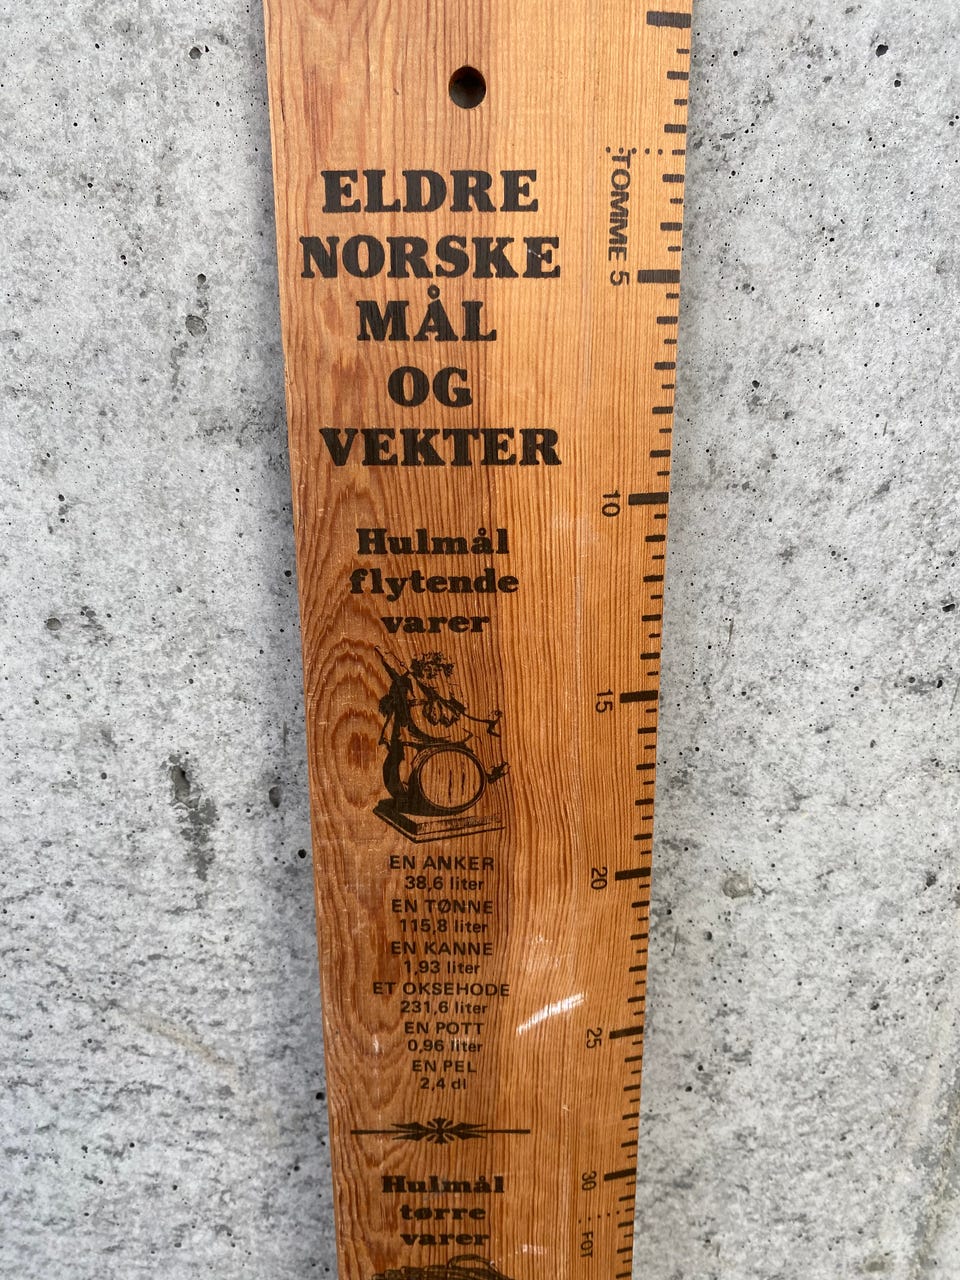 ELDRE
NORSKE
MÅL
OG
VEKTER
Hulmål
flytende
varer
EN ANKER
38,6 liter
EN TØNNE
115,8 liter
EN KANNE
1,93 liter
ET OKSEHODE
231,6 liter
EN POTT
0,96 liter
EN PEL
2,4 dl
Hulmål
tørre
varer
TOMME 5
10
15
20
25
30
FOT